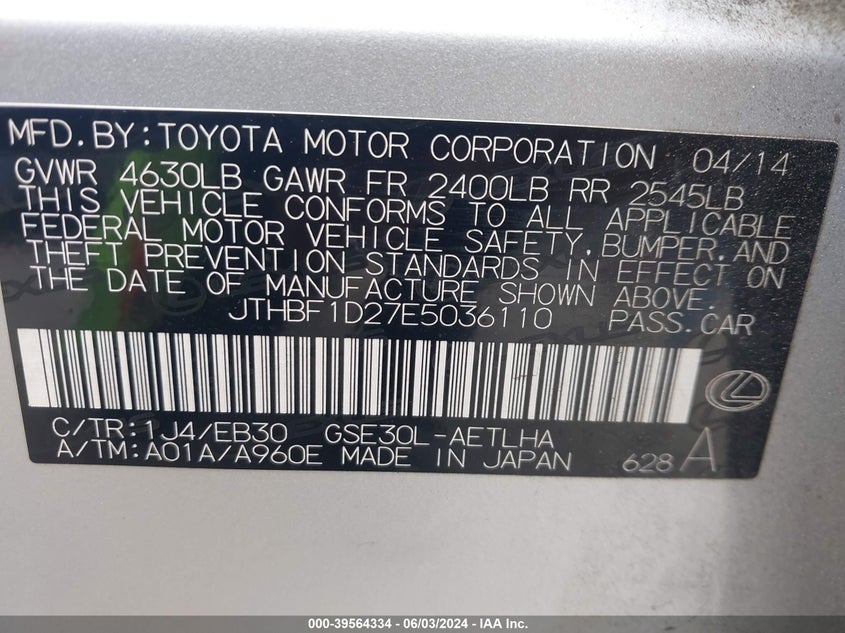 MFD.BY:TOYOTA MOTOR CORPORATION 04/14
GVWR 4630LB GAWR FR 2400LB RR 2545LB
THIS VEHICLE CONFORMS TO ALL APPLICABLE
FEDERAL MOTOR VEHICLE SAFETY,BUMPER,AND
THEFT PREVENTION STANDARDS IN EFFECT ON
THE DATE OF MANUFACTURE SHOWN ABOVE.
JTHBF1D27E5036110 PASS.CAR
C/TR:1J4/EB30 GSE30L-AETLHA
A/TM:A01A/A960E MADE IN JAPAN 628 A
000-39564334 - 06/03/2024 - IAA Inc.